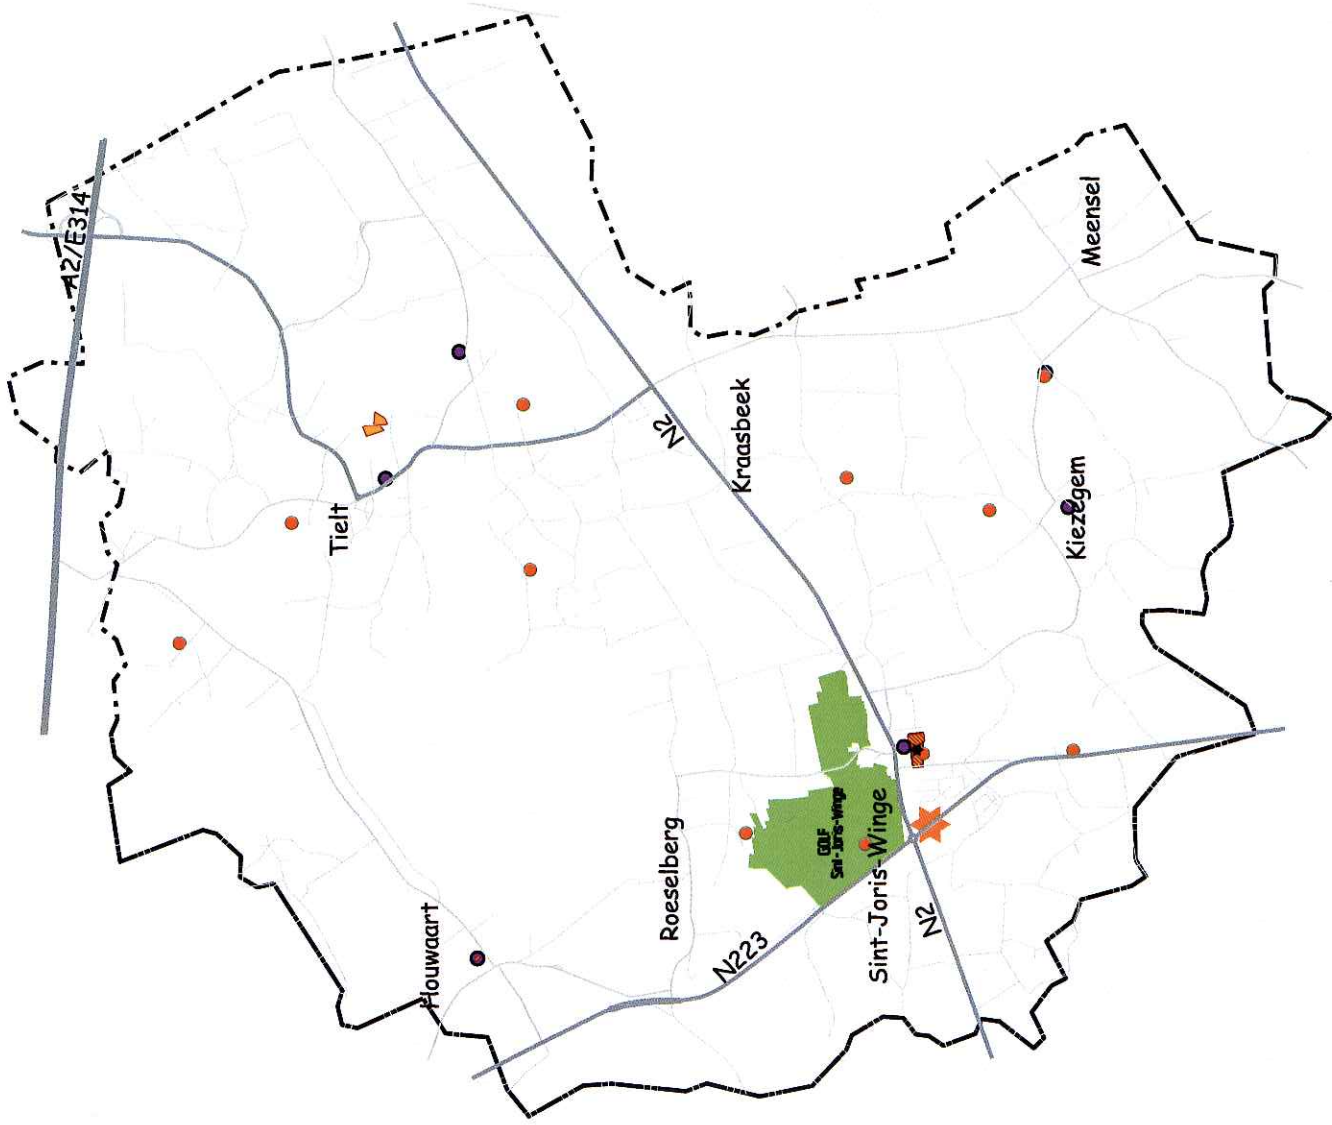 A2/E314
Tielt
N2
Kraasbeek
Meensel
Kiezegem
Houwaart
Roeselberg
N223
GOLF
Sint-Joris-Winge
Sint-Joris-Winge
N2